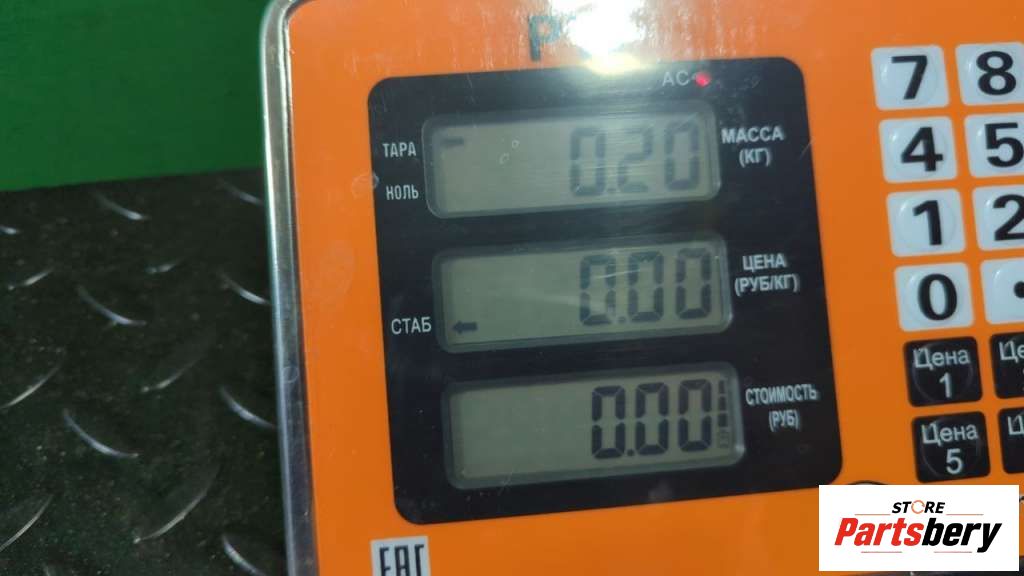 AC
ТАРА
0.20
МАССА
(КГ)
НОЛЬ
0.00
ЦЕНА
(РУБ/КГ)
СТАБ
0.00
СТОИМОСТЬ
(РУБ)
7 8
4 5
1 2
0 .
Цена
1
Цена
5
EAC
STORE
Partsbery